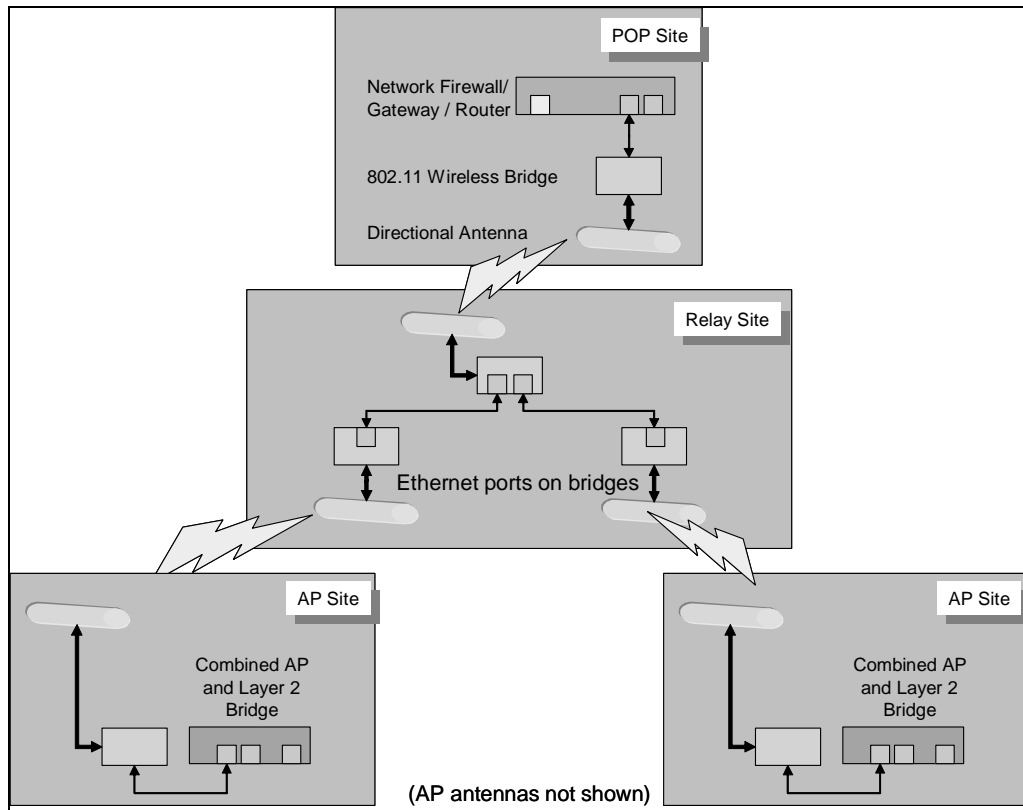 POP Site
Network Firewall/
Gateway / Router
802.11 Wireless Bridge
Directional Antenna
Relay Site
Ethernet ports on bridges
AP Site
Combined AP
and Layer 2
Bridge
AP Site
Combined AP
and Layer 2
Bridge
(AP antennas not shown)